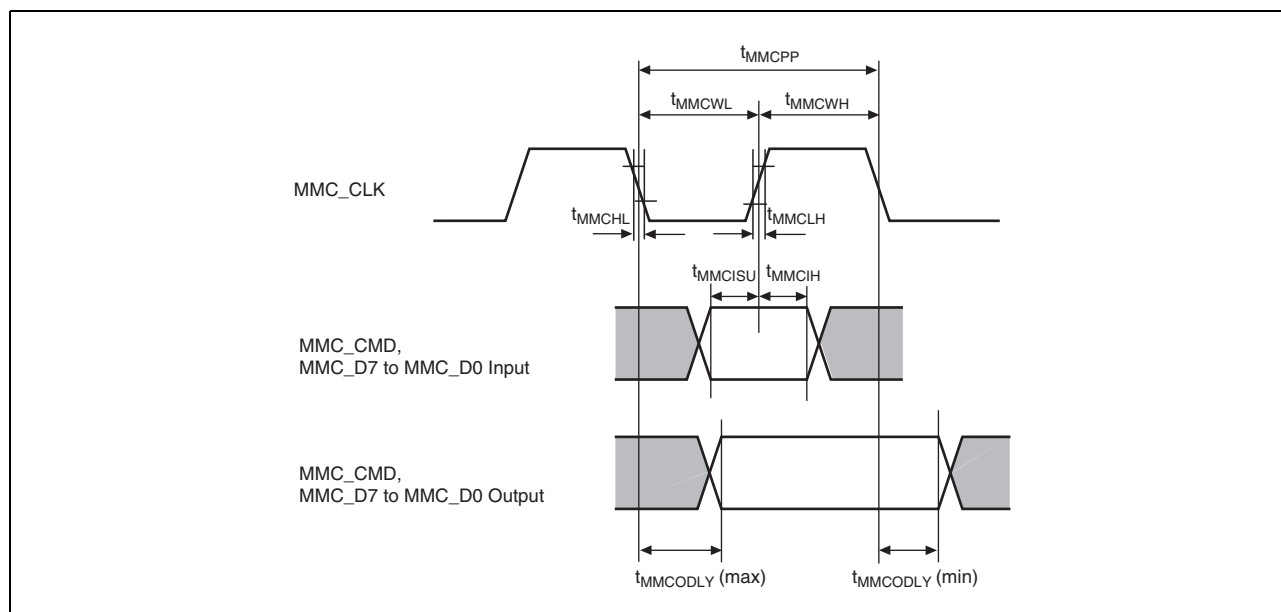 tMMCPP
tMMCWL
tMMCWH
MMC_CLK
tMMCHL
tMMCLH
tMMCISU
tMMCIH
MMC_CMD,
MMC_D7 to MMC_D0 Input
MMC_CMD,
MMC_D7 to MMC_D0 Output
tMMCODLY (max)
tMMCODLY (min)